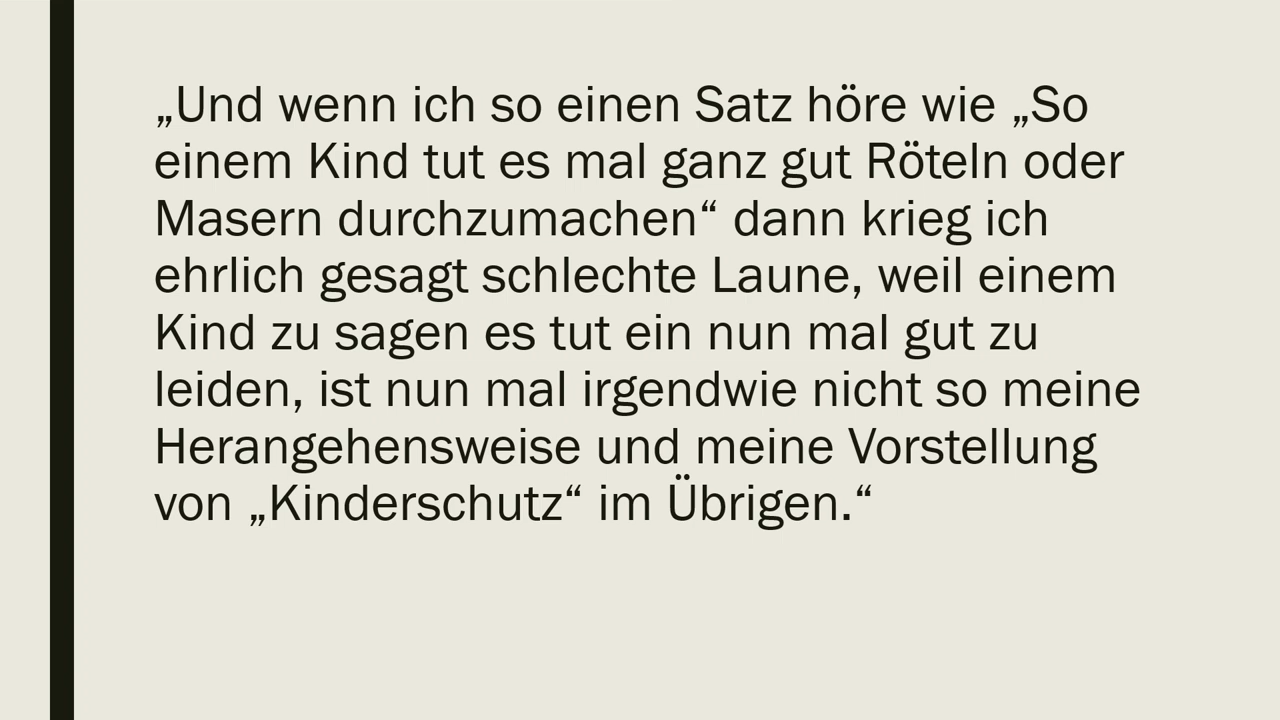 „Und wenn ich so einen Satz höre wie „So
einem Kind tut es mal ganz gut Röteln oder
Masern durchzumachen“ dann krieg ich
ehrlich gesagt schlechte Laune, weil einem
Kind zu sagen es tut ein nun mal gut zu
leiden, ist nun mal irgendwie nicht so meine
Herangehensweise und meine Vorstellung
von „Kinderschutz“ im Übrigen.“